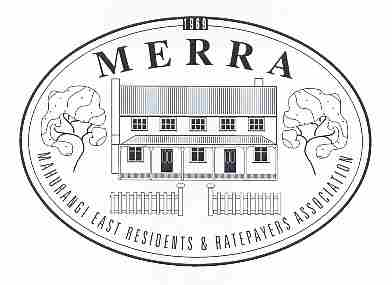 1969
MERRA
MAHURANGI EAST RESIDENTS & RATEPAYERS ASSOCIATION